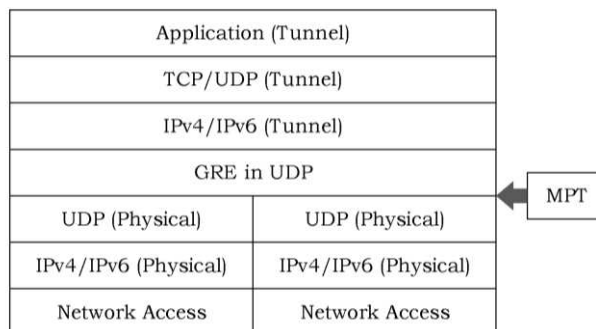 Application (Tunnel)
TCP/UDP (Tunnel)
IPv4/IPv6 (Tunnel)
GRE in UDP
MPT
UDP (Physical) UDP (Physical)
IPv4/IPv6 (Physical) IPv4/IPv6 (Physical)
Network Access Network Access